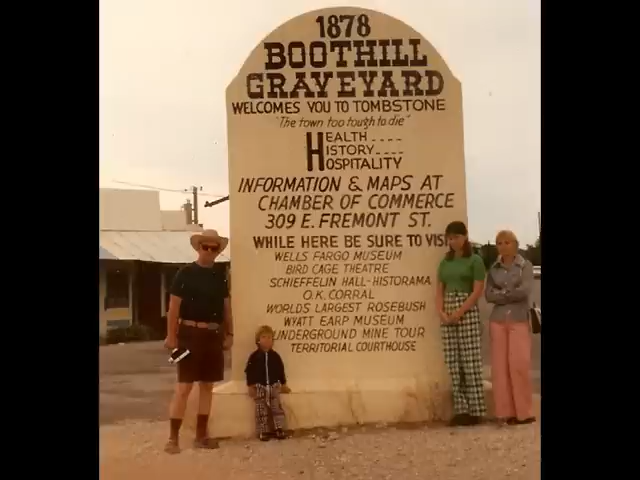 1878
BOOTHILL
GRAVEYARD
WELCOMES YOU TO TOMBSTONE
"The town too tough to die"
HEALTH ----
HISTORY----
HOSPITALITY
INFORMATION & MAPS AT
CHAMBER OF COMMERCE
309 E. FREMONT ST.
WHILE HERE BE SURE TO VISI
WELLS FARGO MUSEUM
BIRD CAGE THEATRE
SCHIEFFELIN HALL-HISTORAMA
O.K. CORRAL
WORLDS LARGEST ROSEBUSH
WYATT EARP MUSEUM
UNDERGROUND MINE TOUR
TERRITORIAL COURTHOUSE